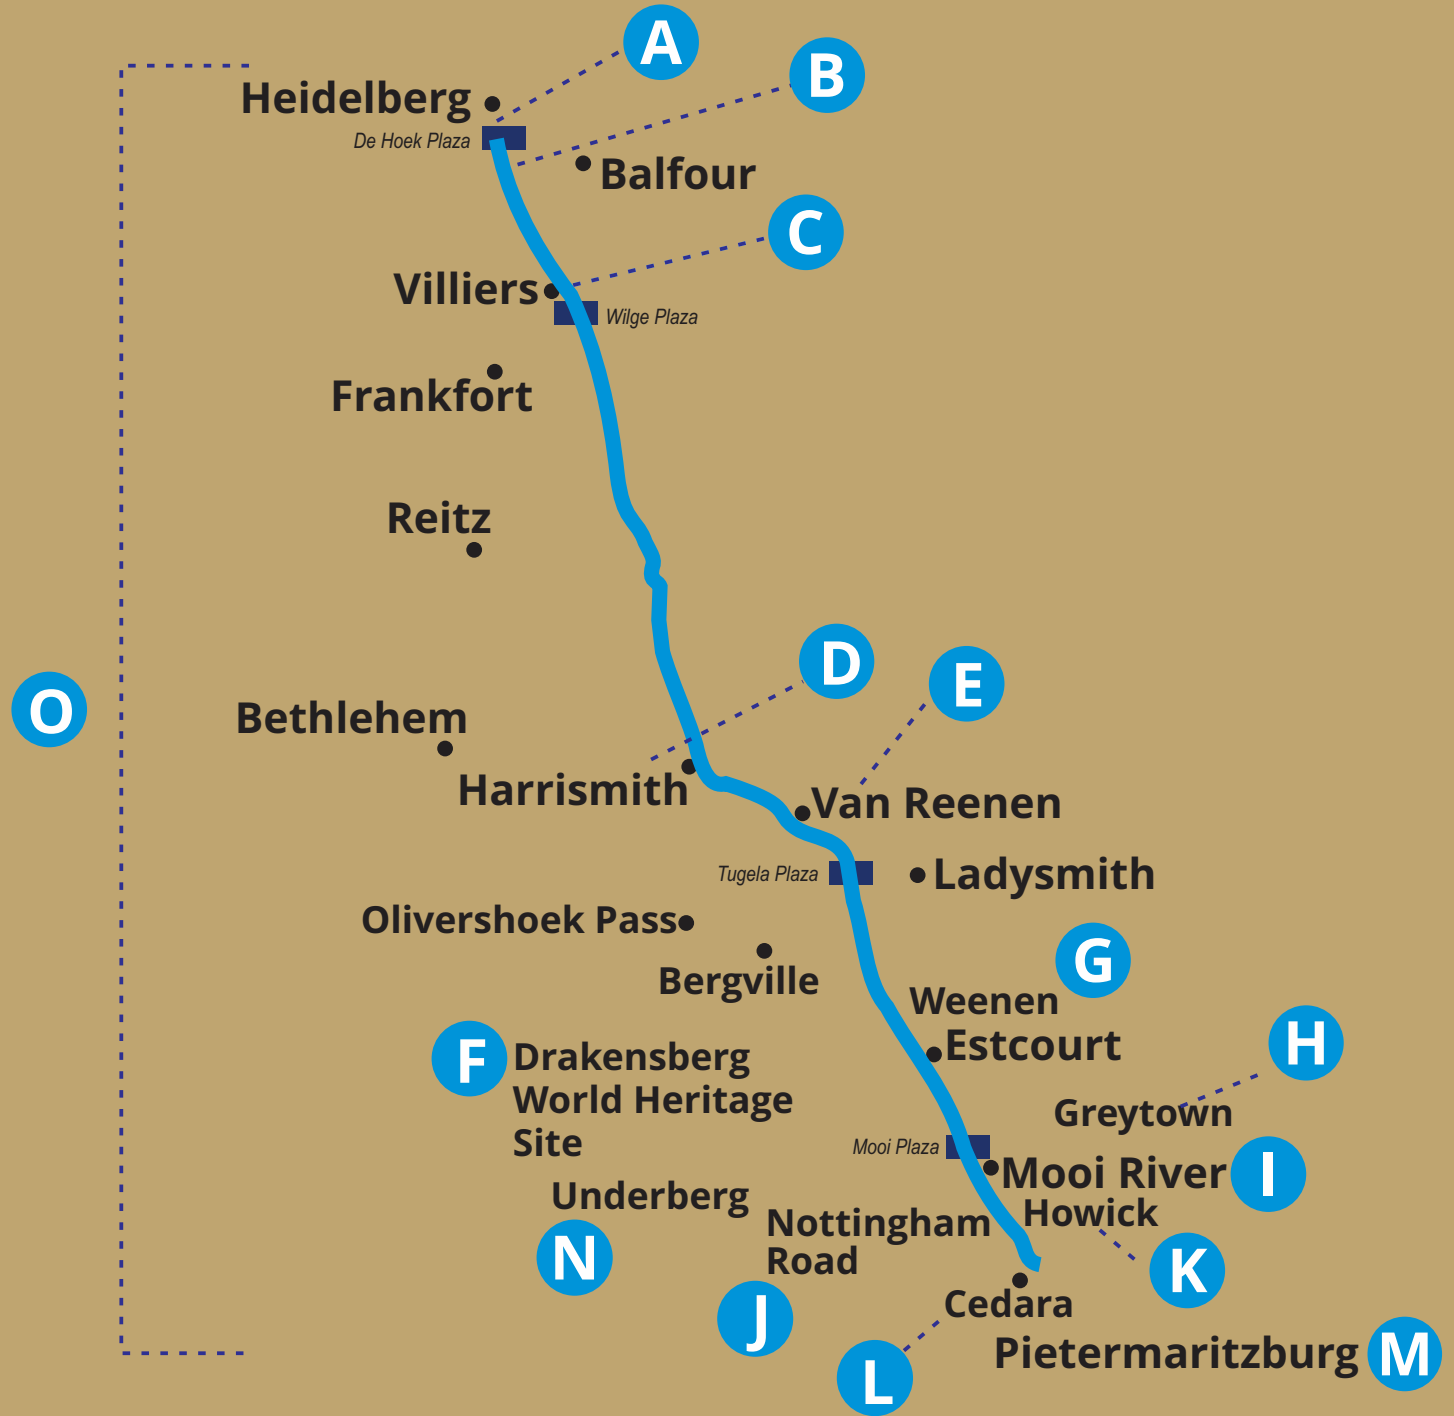 A
B
Heidelberg
De Hoek Plaza
Balfour
C
Villiers
Wilge Plaza
Frankfort
Reitz
D
E
O
Bethlehem
Harrismith
Van Reenen
Tugela Plaza
Ladysmith
Olivershoek Pass
G
Bergville
Weenen
Estcourt
H
F
Drakensberg
World Heritage
Site
Greytown
Mooi Plaza
Mooi River
I
Underberg
Howick
Nottingham
Road
N
K
J
Cedara
Pietermaritzburg
M
L